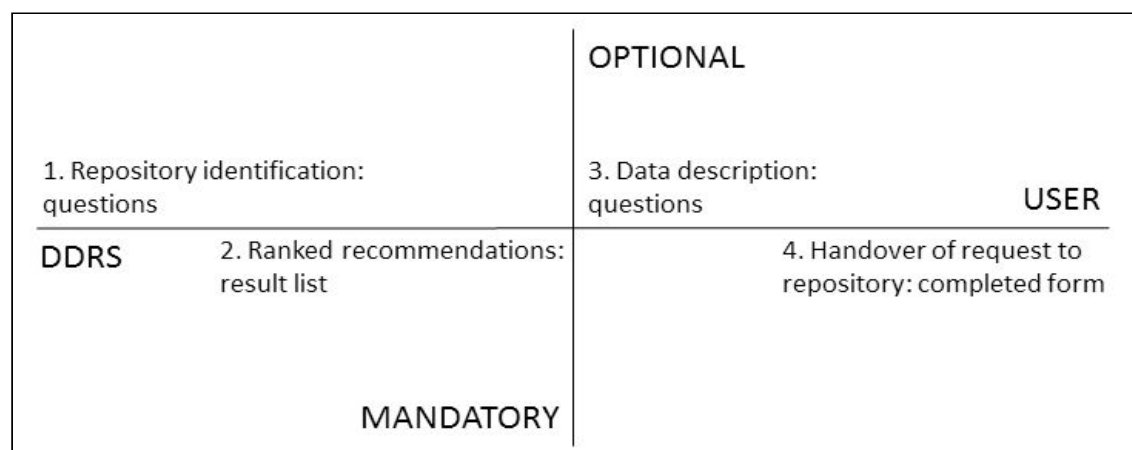 OPTIONAL
1. Repository identification:
questions
3. Data description:
questions
USER
DDRS
2. Ranked recommendations:
result list
4. Handover of request to
repository: completed form
MANDATORY